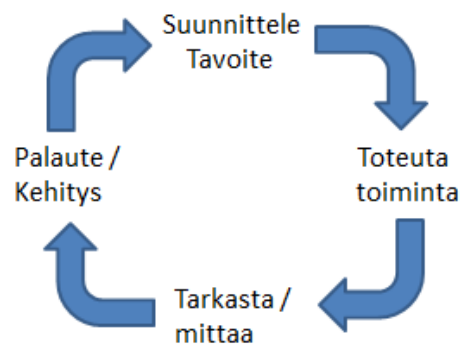 Suunnittele
Tavoite
Toteuta
toiminta
Tarkasta /
mittaa
Palaute /
Kehitys